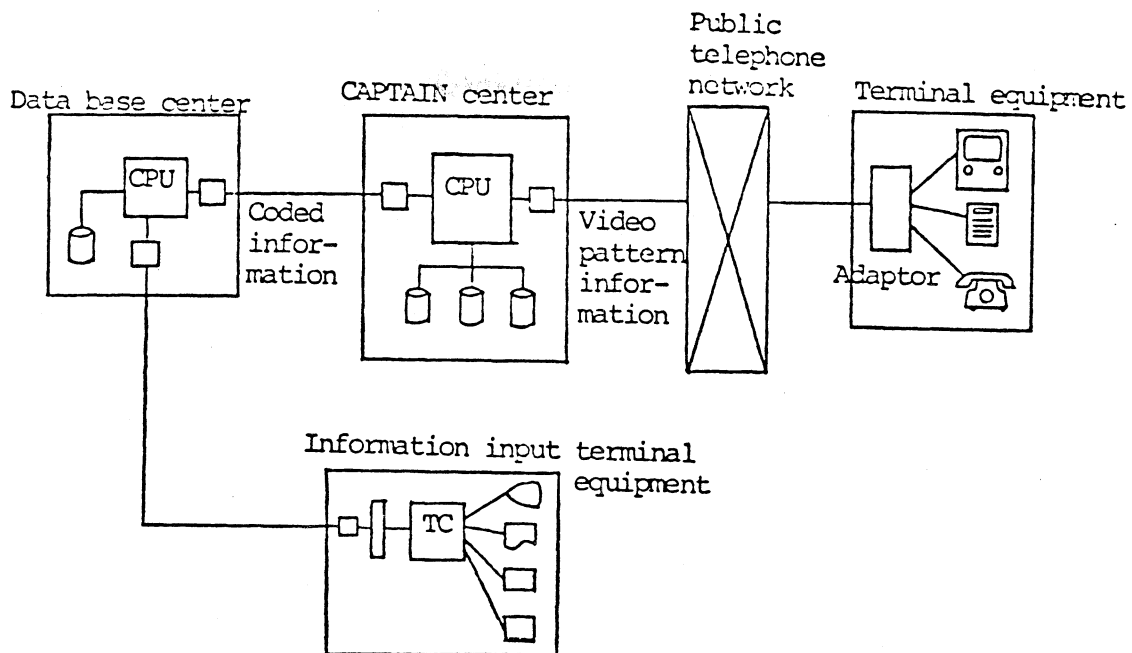 Public
telephone
network
Data base center
CAPTAIN center
Terminal equipment
CPU
CPU
Coded
infor-
mation
Video
pattern
infor-
mation
Adaptor
Information input terminal
equipment
TC